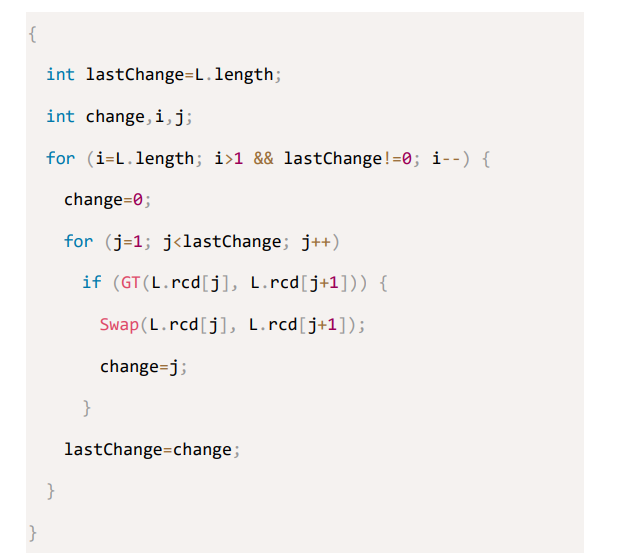 {
int lastChange=L.length;
int change,i,j;
for (i=L.length; i>1 && lastChange!=0; i--) {
change=0;
for (j=1; j<lastChange; j++)
if (GT(L.rcd[j], L.rcd[j+1])) {
Swap(L.rcd[j], L.rcd[j+1]);
change=j;
}
lastChange=change;
}
}